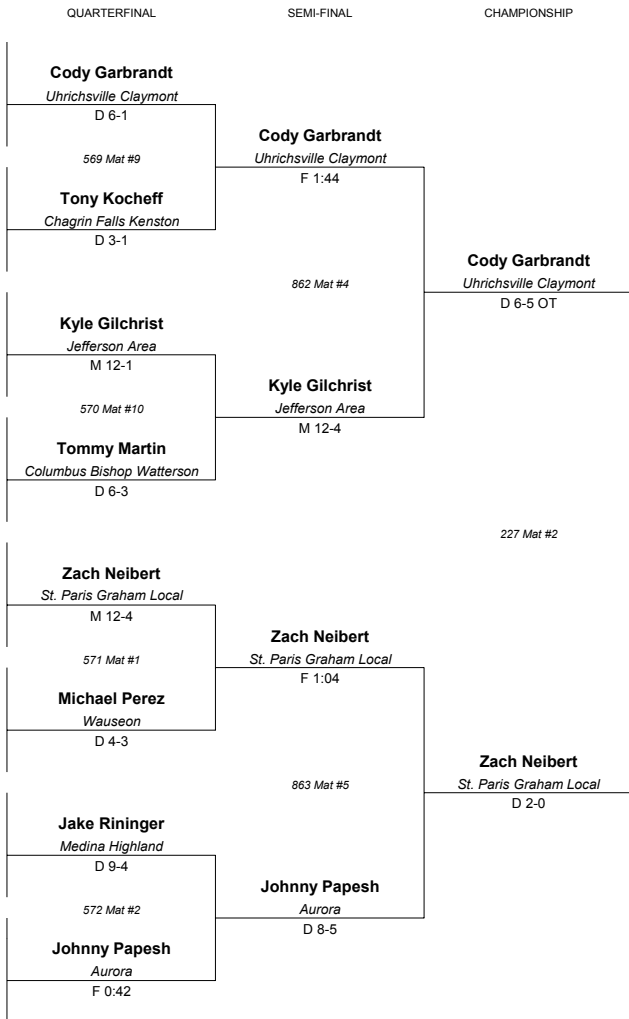 QUARTERFINAL
SEMI-FINAL
CHAMPIONSHIP
Cody Garbrandt
Uhrichsville Claymont
D 6-1
569 Mat #9
Tony Kocheff
Chagrin Falls Kenston
D 3-1
Kyle Gilchrist
Jefferson Area
M 12-1
570 Mat #10
Tommy Martin
Columbus Bishop Watterson
D 6-3
Zach Neibert
St. Paris Graham Local
M 12-4
571 Mat #1
Michael Perez
Wauseon
D 4-3
Jake Rininger
Medina Highland
D 9-4
572 Mat #2
Johnny Papesh
Aurora
F 0:42
Cody Garbrandt
Uhrichsville Claymont
F 1:44
862 Mat #4
Kyle Gilchrist
Jefferson Area
M 12-4
Zach Neibert
St. Paris Graham Local
F 1:04
863 Mat #5
Johnny Papesh
Aurora
D 8-5
Cody Garbrandt
Uhrichsville Claymont
D 6-5 OT
227 Mat #2
Zach Neibert
St. Paris Graham Local
D 2-0